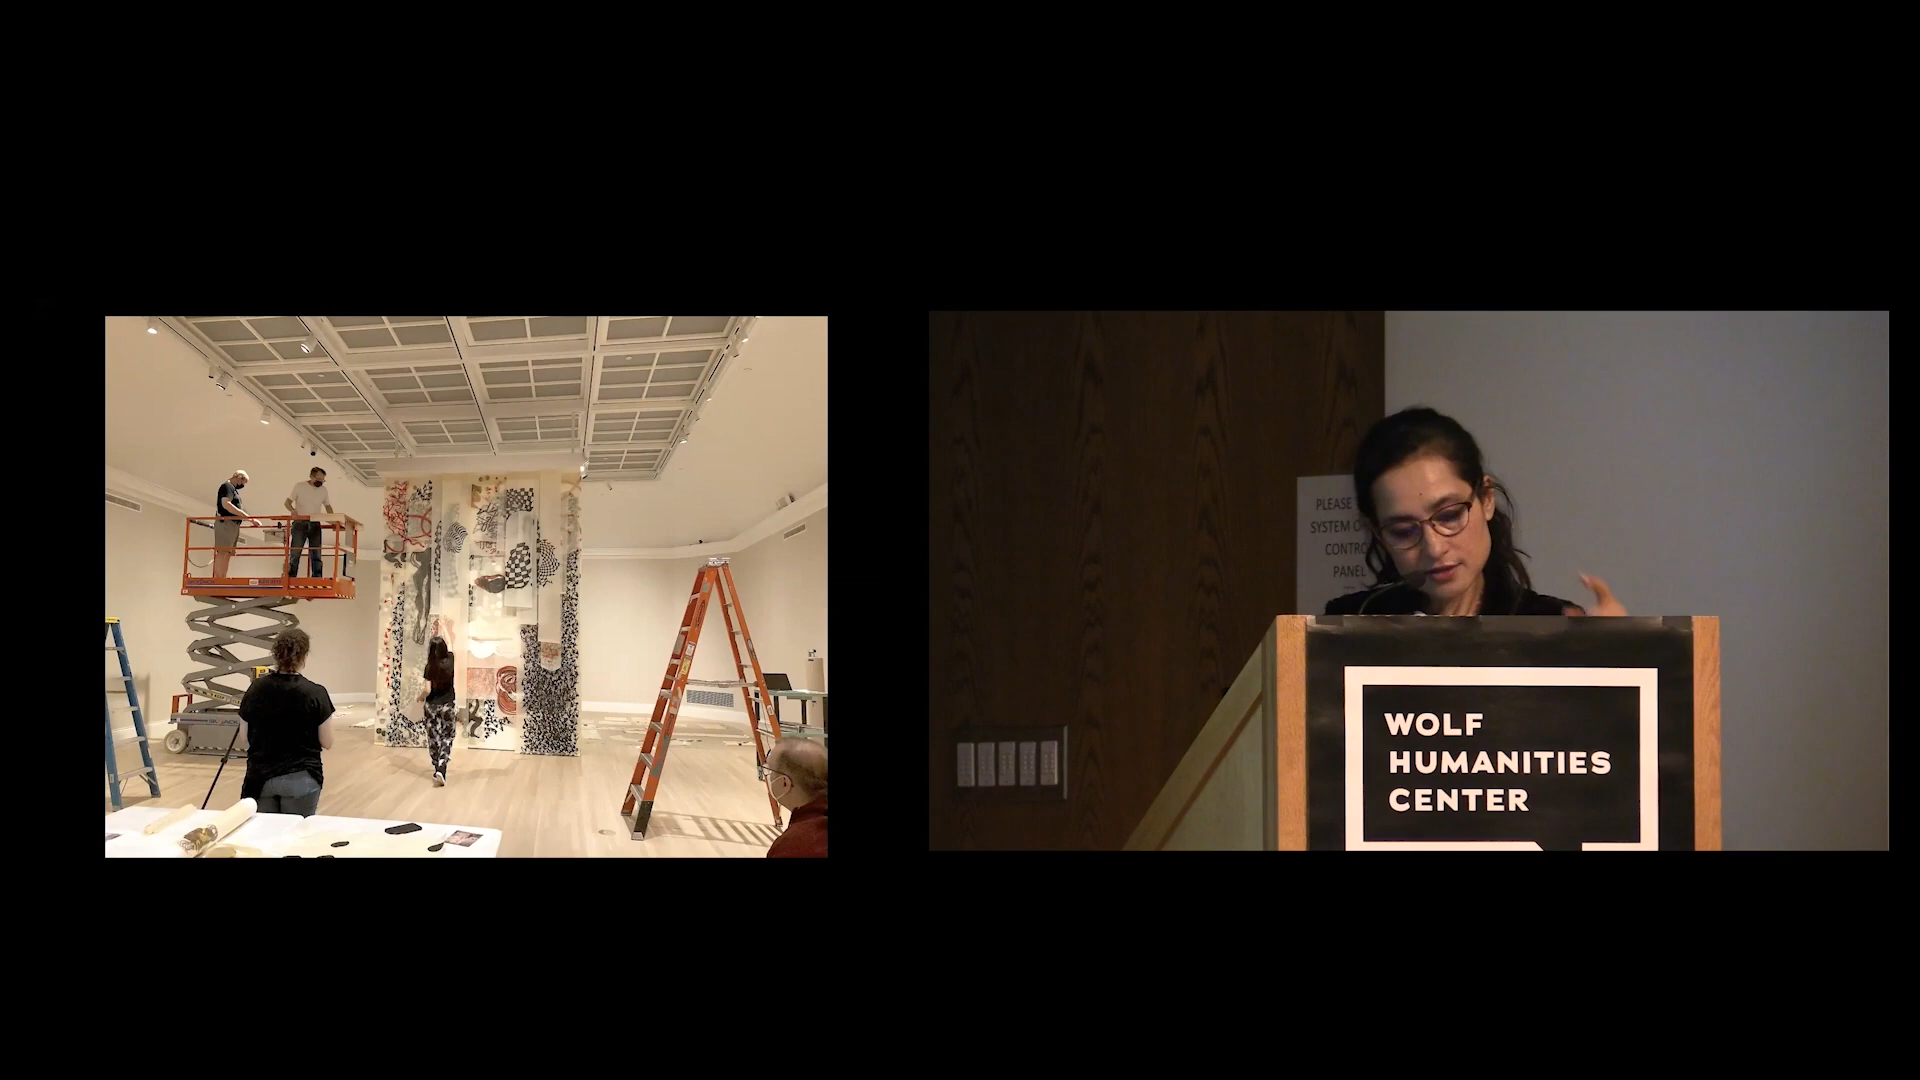 PLEASE
SYSTEM
CONTRO
PANEL
WOLF
HUMANITIES
CENTER